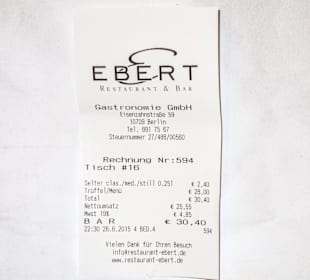 EBERT
RESTAURANT & BAR
Gastronomie GmbH
Eisenzahnstraße 59
10709 Berlin
Tel. 891 75 67
Steuernummer 27/488/00560
Rechnung Nr:594
Tisch #16
Selter clas./med./still 0,25l € 2,40
Trüffel/Menü € 28,00
Total € 30,40
Nettoumsatz € 25,55
Mwst 19% € 4,85
BAR € 30,40
22:30 26.6.2015 4 BED.4 594
Vielen Dank für Ihren Besuch
info@restaurant-ebert.de
www.restaurant-ebert.de